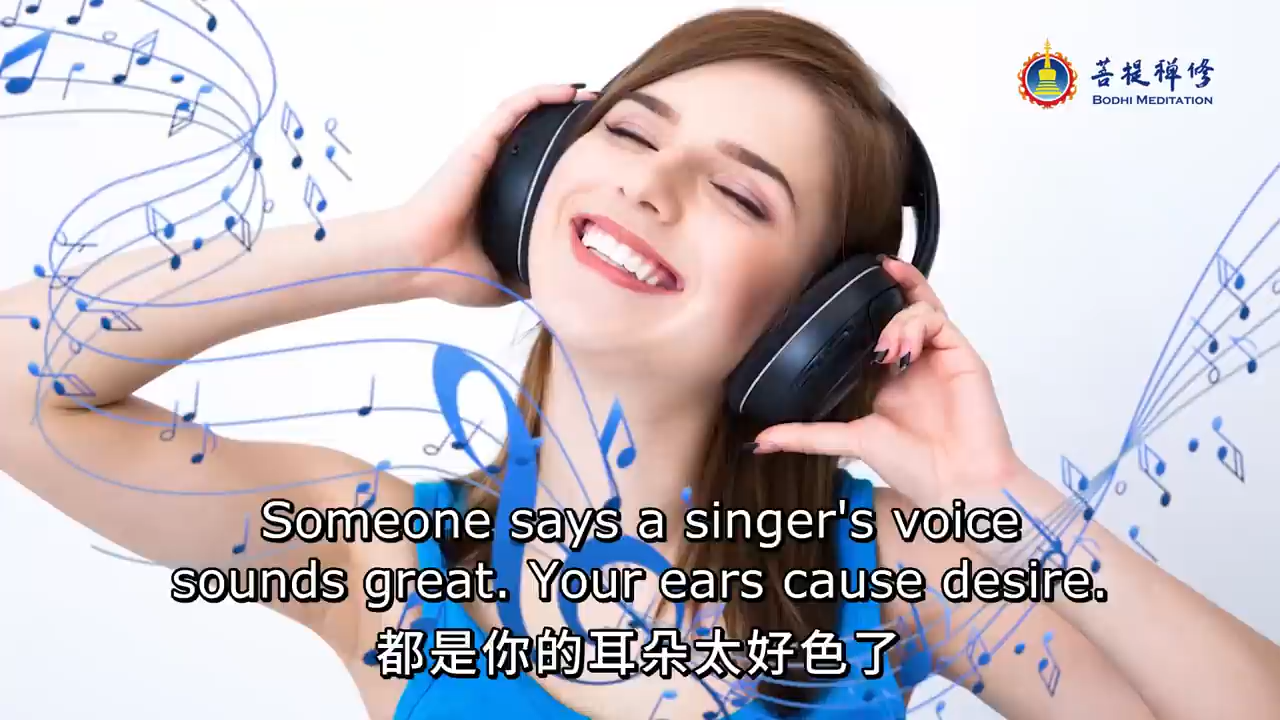 菩提禅修
BODHI MEDITATION
Someone says a singer's voice
sounds great. Your ears cause desire.
都是你的耳朵太好色了